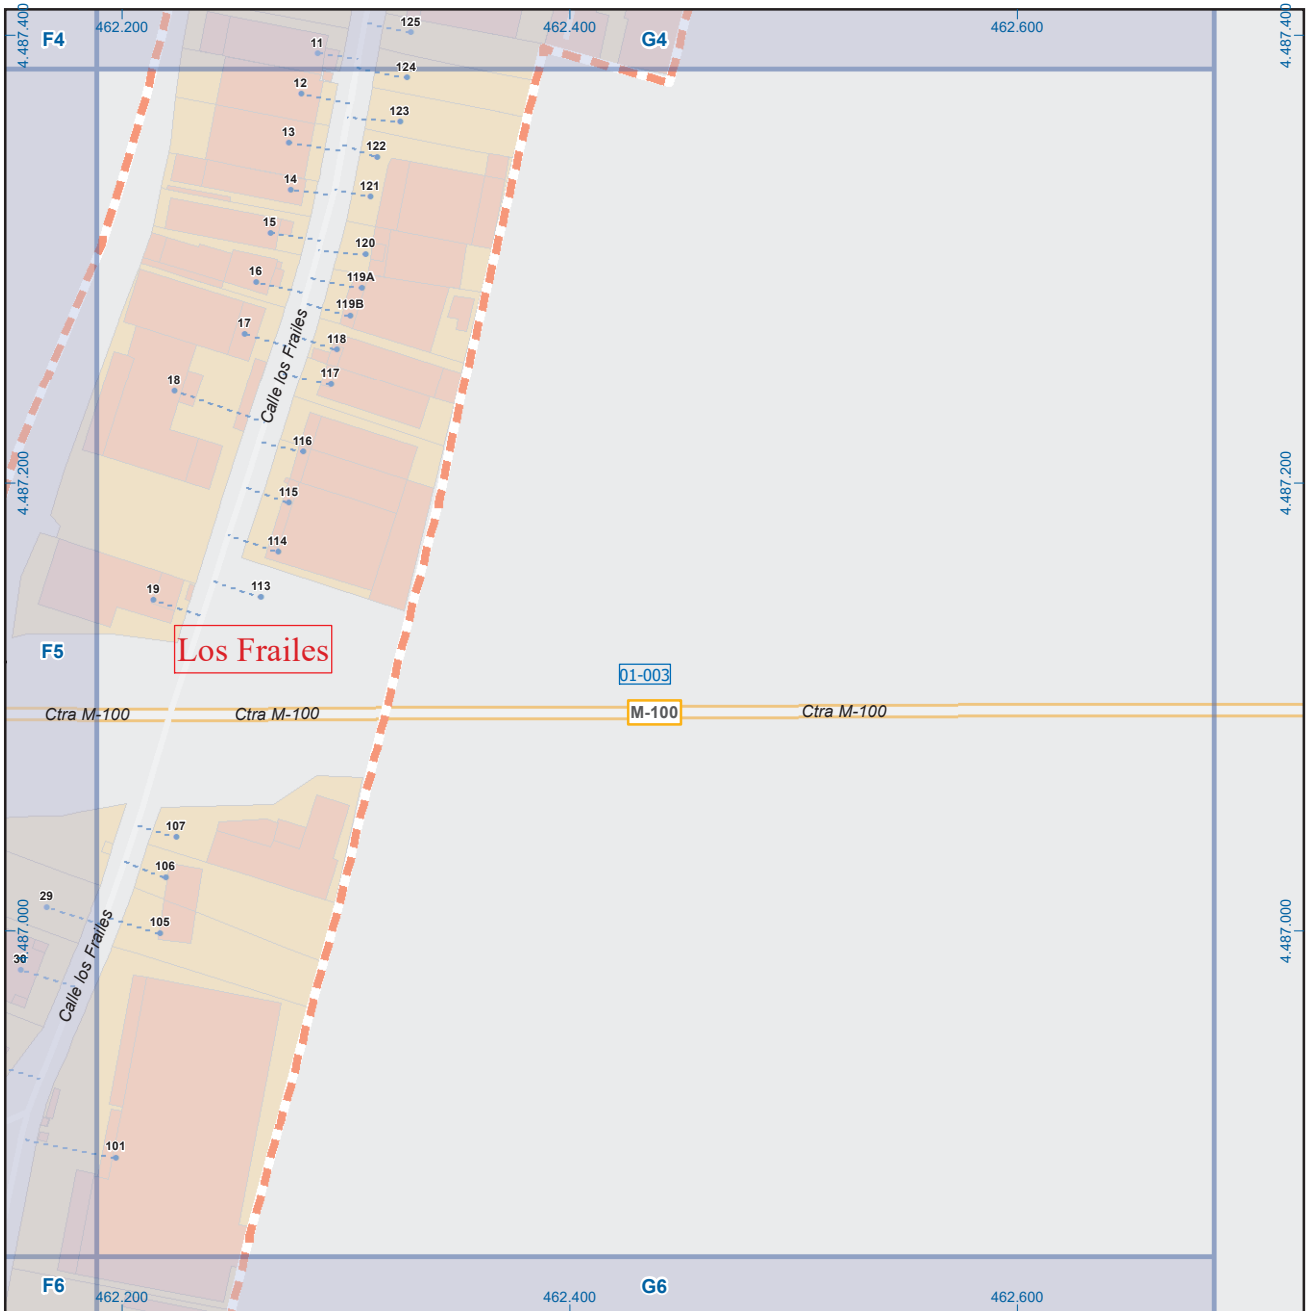 462.200
462.400
462.600
4.487.400
4.487.400
F4
G4
125
11
124
12
123
13
122
14
121
15
120
16
119A
119B
17
118
Calle los Frailes
18
117
116
4.487.200
4.487.200
115
114
19
113
Los Frailes
F5
01-003
Ctra M-100
Ctra M-100
M-100
Ctra M-100
107
106
29
105
4.487.000
4.487.000
30
Calle los Frailes
101
F6
G6
462.200
462.400
462.600